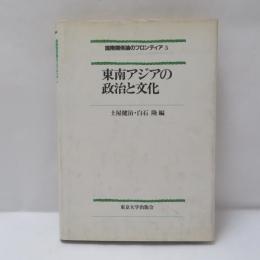 国際関係論のフロンティア 3
東南アジアの
政治と文化
土屋健治・白石 隆 編
東京大学出版会